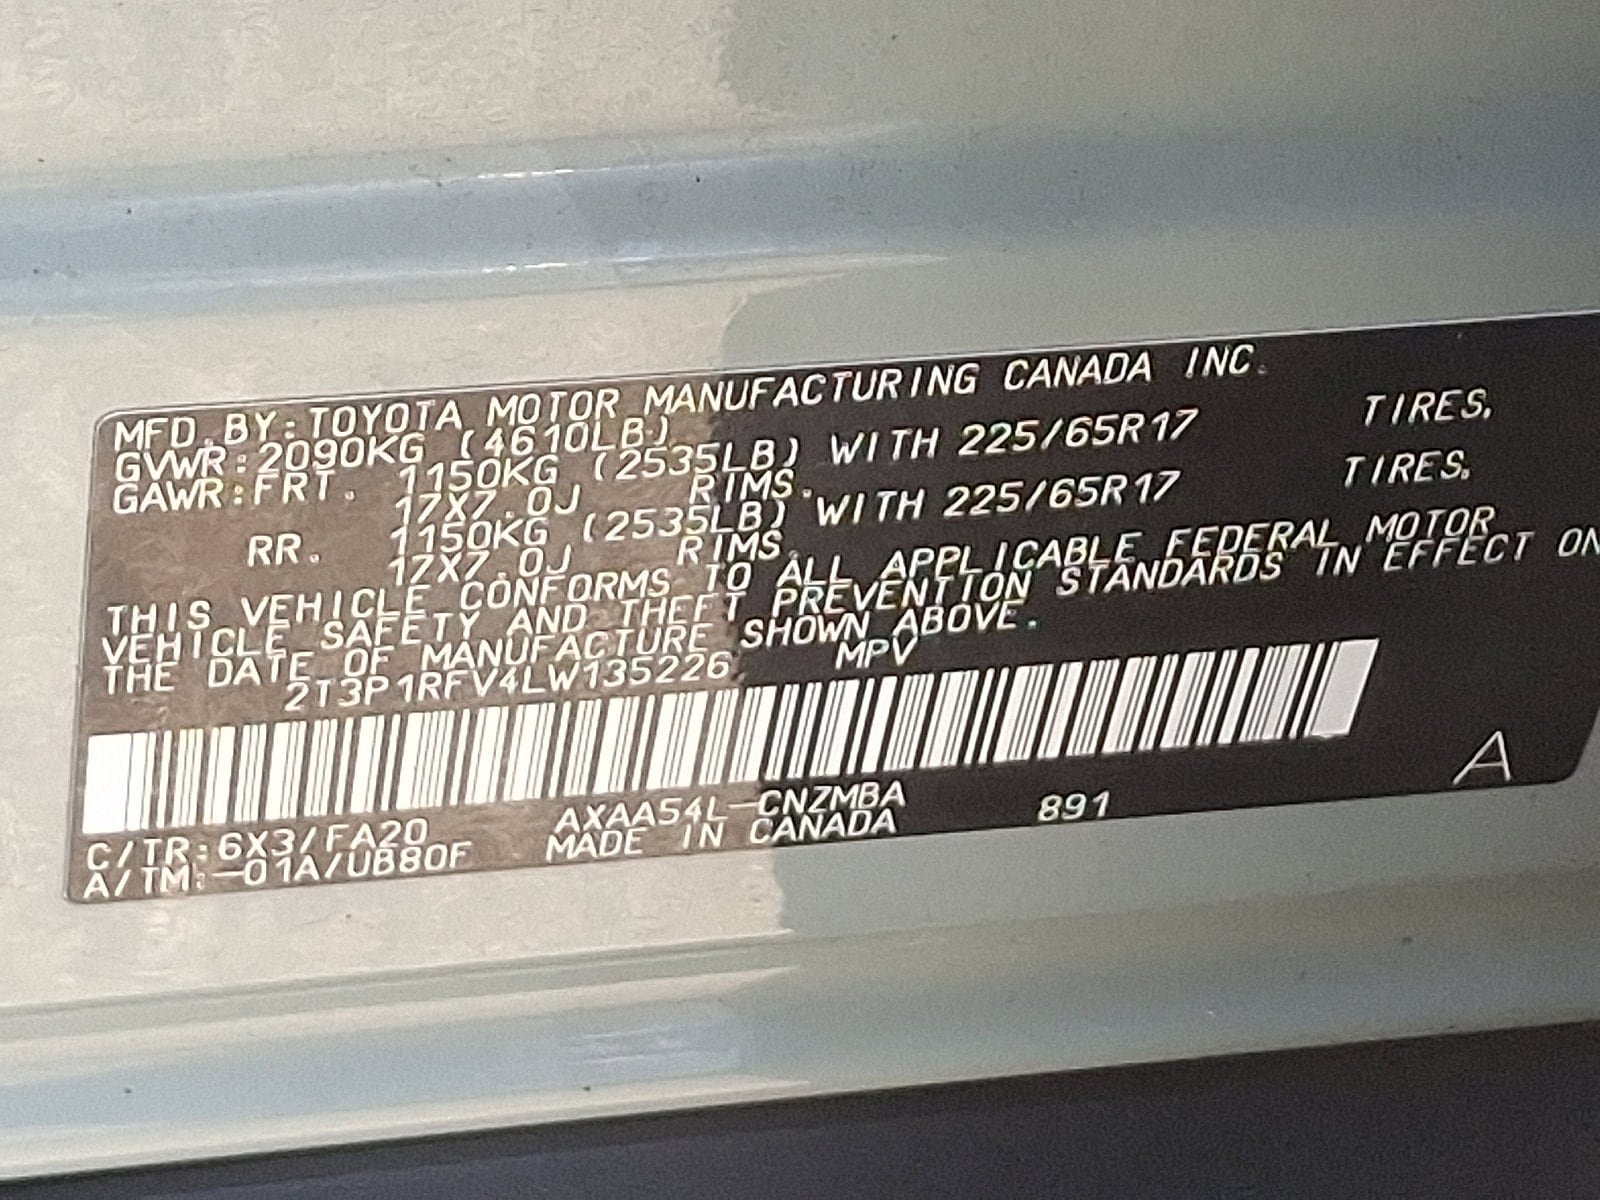 MFD. BY: TOYOTA MOTOR MANUFACTURING CANADA INC.
GVWR: 2090KG (4610LB)
GAWR: FRT. 1150KG (2535LB) WITH 225/65R17 TIRES,
17X7.0J RIMS.
RR. 1150KG (2535LB) WITH 225/65R17 TIRES,
17X7.0J RIMS.
THIS VEHICLE CONFORMS TO ALL APPLICABLE FEDERAL MOTOR
VEHICLE SAFETY AND THEFT PREVENTION STANDARDS IN EFFECT ON
THE DATE OF MANUFACTURE SHOWN ABOVE.
2T3P1RFV4LW135226 MPV
C/TR: 6X3/FA20 AXAA54L-CNZMBA 891
A/TM: -01A/UB80F MADE IN CANADA
A